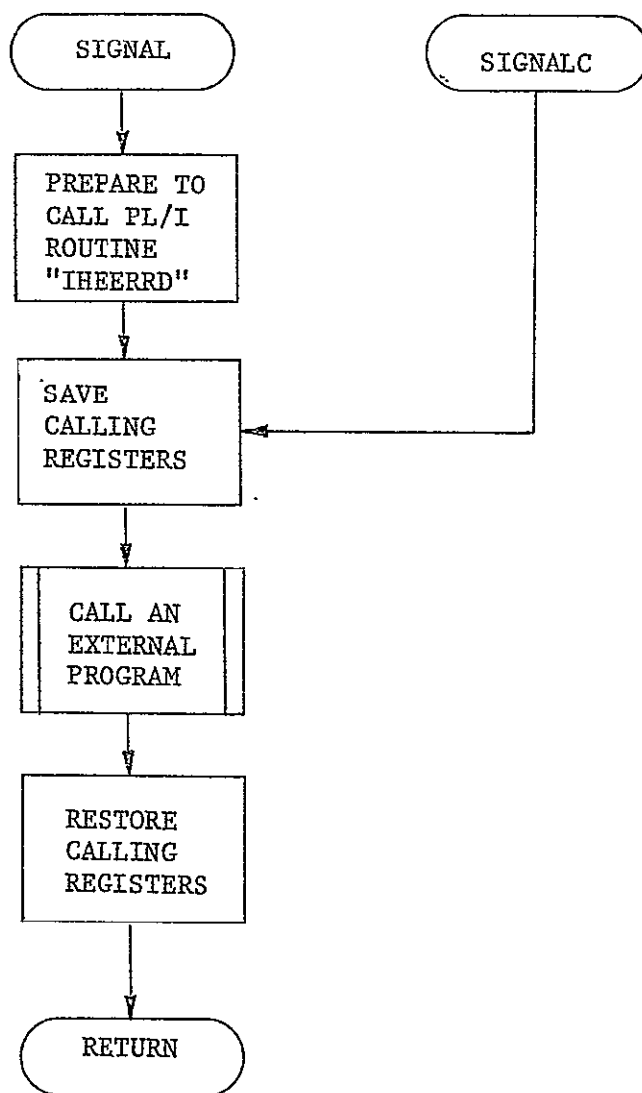 SIGNAL
SIGNALC
PREPARE TO
CALL PL/I
ROUTINE
"IHEERRD"
SAVE
CALLING
REGISTERS
CALL AN
EXTERNAL
PROGRAM
RESTORE
CALLING
REGISTERS
RETURN